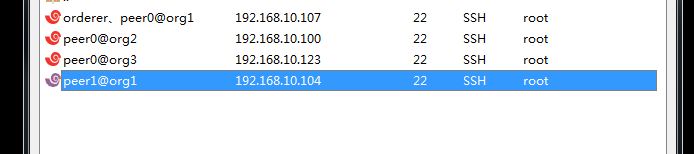 orderer、peer0@org1 192.168.10.107 22 SSH root
peer0@org2 192.168.10.100 22 SSH root
peer0@org3 192.168.10.123 22 SSH root
peer1@org1 192.168.10.104 22 SSH root